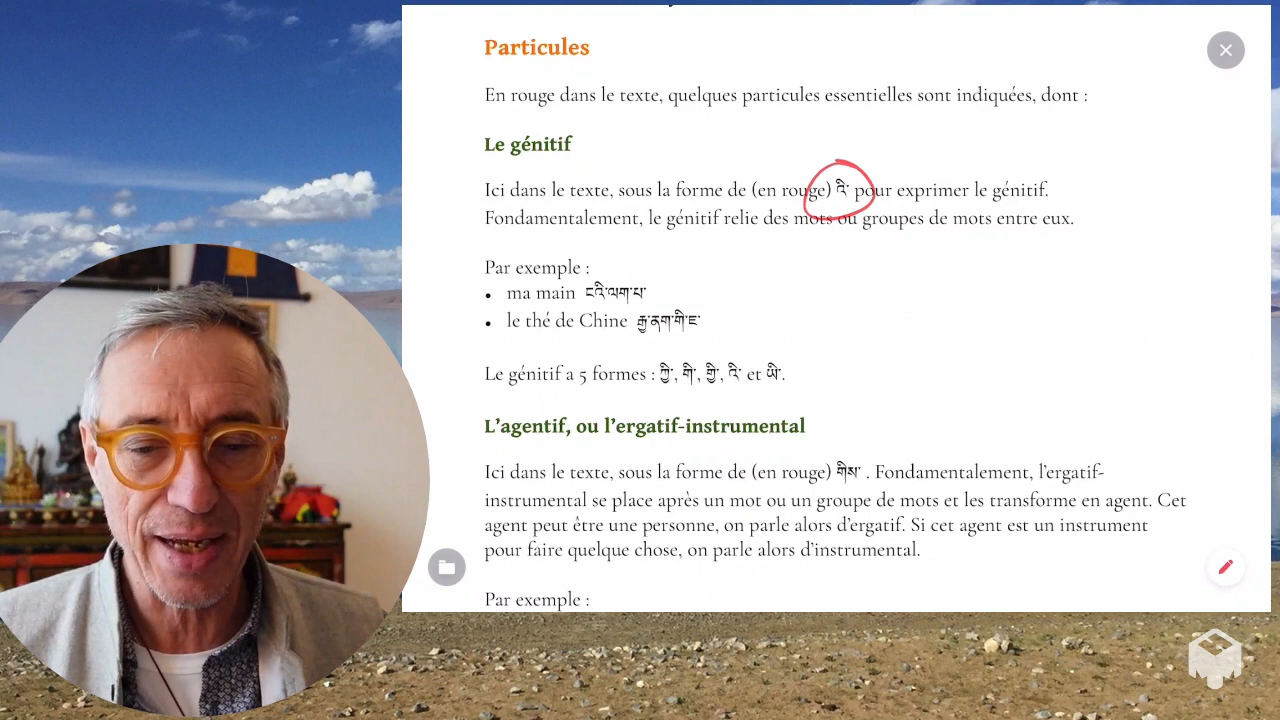 Particules
En rouge dans le texte, quelques particules essentielles sont indiquées, dont :
Le génitif
Ici dans le texte, sous la forme de (en rouge) འི་ pour exprimer le génitif.
Fondamentalement, le génitif relie des mots ou groupes de mots entre eux.
Par exemple :
• ma main ངའི་ལག་པ་
• le thé de Chine རྒྱ་ནག་གི་ཇ་
Le génitif a 5 formes : ཀྱི་, གི་, གྱི་, འི་ et ཡི་.
L’agentif, ou l’ergatif-instrumental
Ici dans le texte, sous la forme de (en rouge) གིས་ . Fondamentalement, l’ergatif-
instrumental se place après un mot ou un groupe de mots et les transforme en agent. Cet
agent peut être une personne, on parle alors d’ergatif. Si cet agent est un instrument
pour faire quelque chose, on parle alors d’instrumental.
Par exemple :